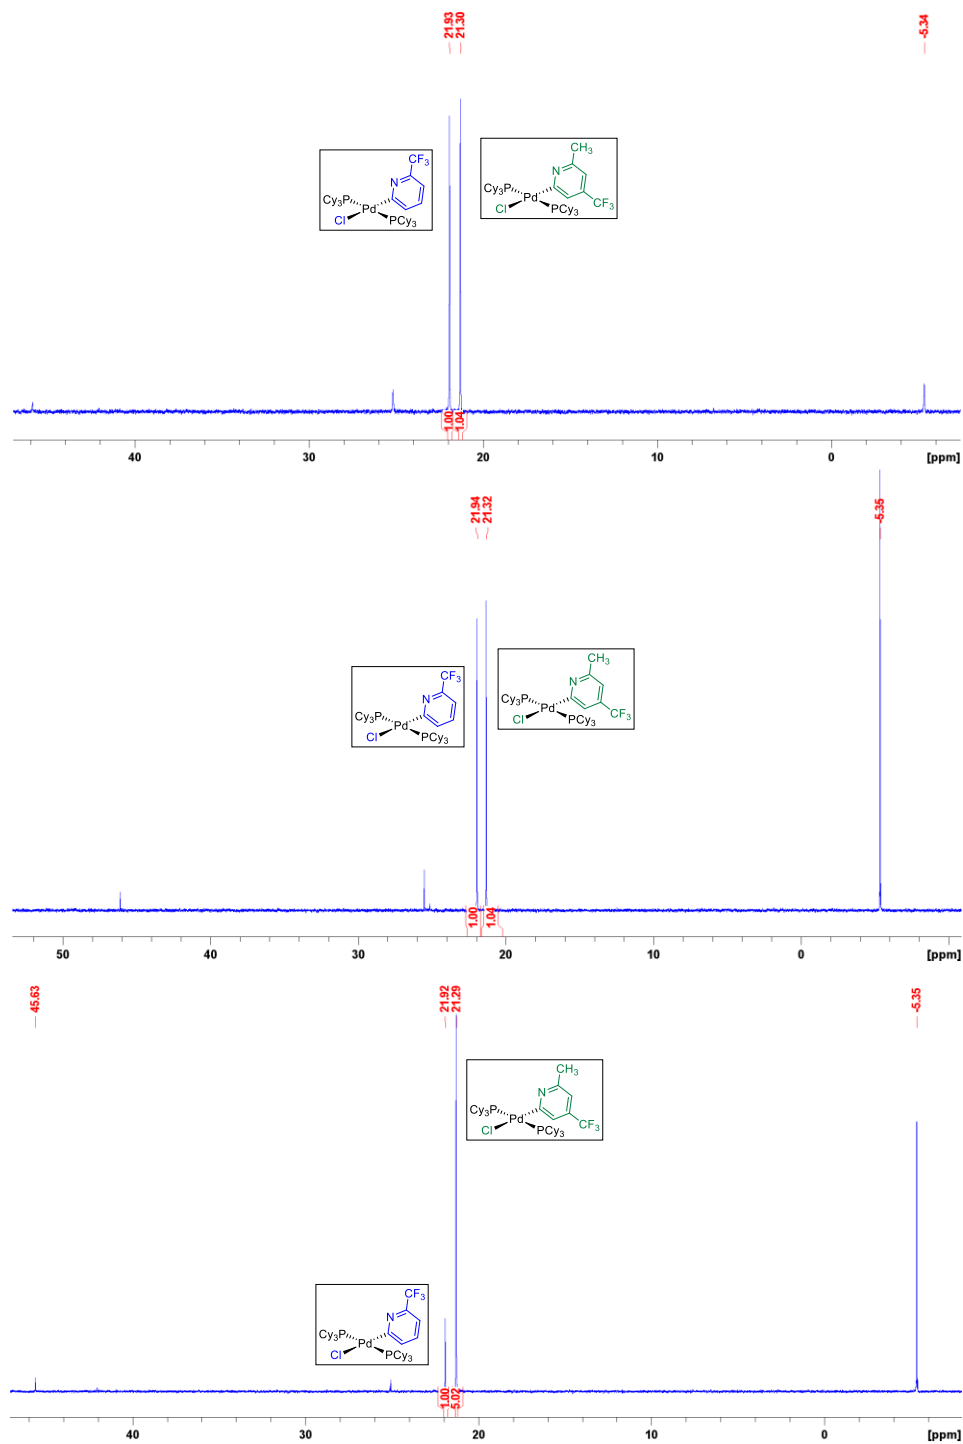 21.93
21.30
-5.34
CF3
N
Cy3P
Pd
Cl
PCy3
CH3
N
Cy3P
Pd
Cl
PCy3
CF3
1.00
1.04
40
30
20
10
0
[ppm]
21.94
21.32
-5.35
CF3
N
Cy3P
Pd
Cl
PCy3
CH3
N
Cy3P
Pd
Cl
PCy3
CF3
1.00
1.04
50
40
30
20
10
0
[ppm]
45.63
21.92
21.29
-5.35
CH3
N
Cy3P
Pd
Cl
PCy3
CF3
CF3
N
Cy3P
Pd
Cl
PCy3
1.00
5.02
40
30
20
10
0
[ppm]